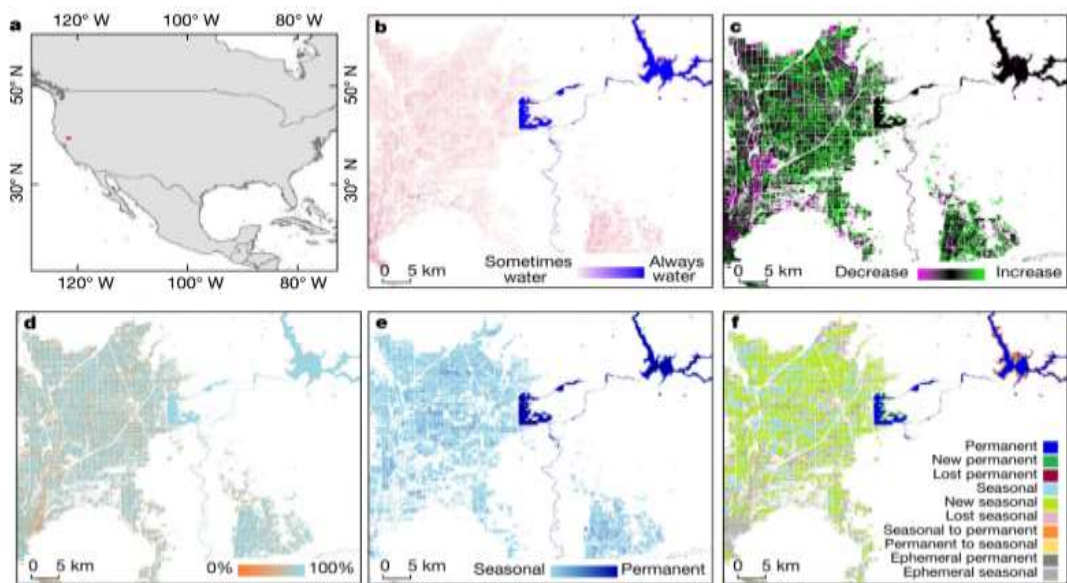 a
120° W 100° W 80° W
50° N
30° N
50° N
30° N
120° W 100° W 80° W
b
Sometimes water
Always water
0 5 km
c
0 5 km
Decrease Increase
d
0 5 km
0% 100%
e
0 5 km
Seasonal Permanent
f
0 5 km
Permanent
New permanent
Lost permanent
Seasonal
New seasonal
Lost seasonal
Seasonal to permanent
Permanent to seasonal
Ephemeral permanent
Ephemeral seasonal